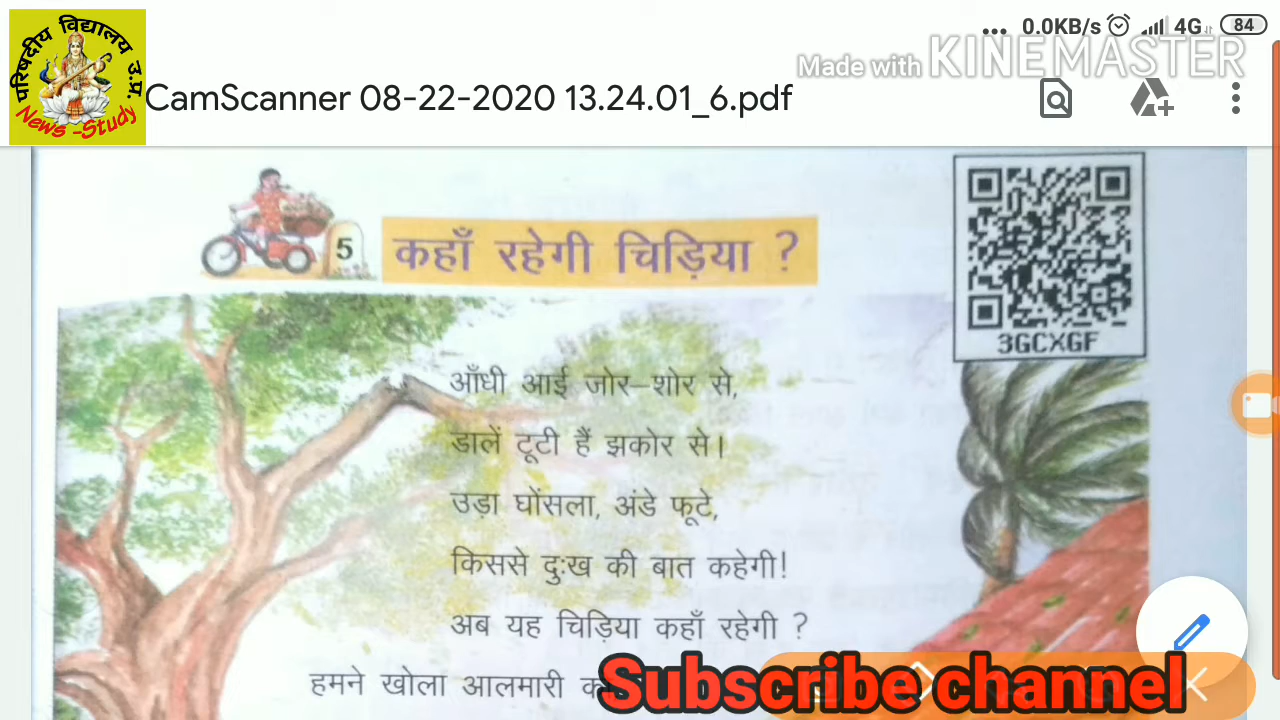 परिषदीय विद्यालय उ.प्र.
News -Study
... 0.0KB/s 4G 84
Made with KINEMASTER
CamScanner 08-22-2020 13.24.01_6.pdf
5
कहाँ रहेगी चिड़िया ?
3GCXGF
आँधी आई जोर–शोर से,
डालें टूटी हैं झकोर से।
उड़ा घोंसला, अंडे फूटे,
किससे दुःख की बात कहेगी!
अब यह चिड़िया कहाँ रहेगी ?
हमने खोला आलमारी
Subscribe channel